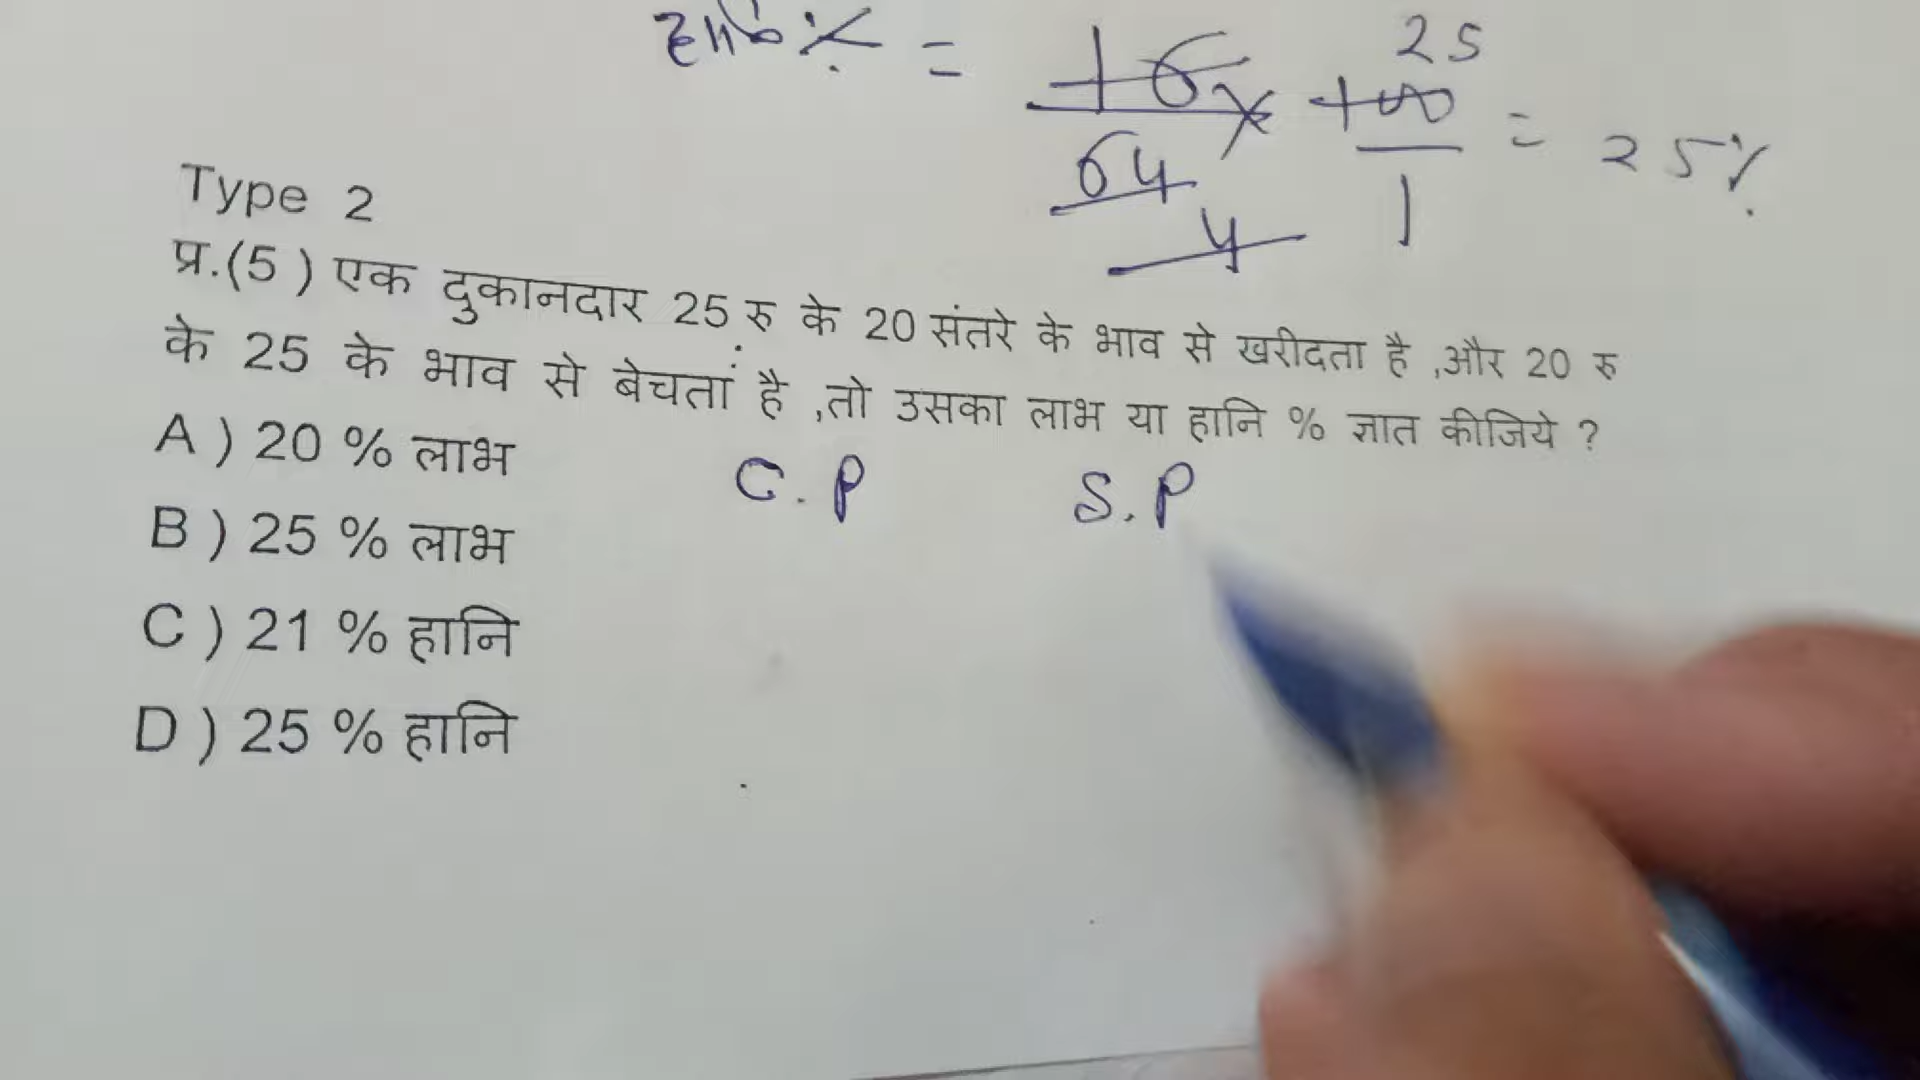 लाभ % = 16/64 × 100/1 = 25%
25
4
Type 2
प्र.(5 ) एक दुकानदार 25 रु के 20 संतरे के भाव से खरीदता है ,और 20 रु
के 25 के भाव से बेचतां है ,तो उसका लाभ या हानि % ज्ञात कीजिये ?
A ) 20 % लाभ
C.P S.P
B ) 25 % लाभ
C ) 21 % हानि
D ) 25 % हानि